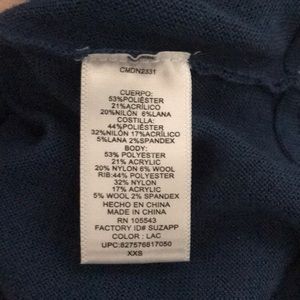 CMDN2331
CUERPO:
53%POLIÉSTER
21%ACRÍLICO
20%NILÓN 6%LANA
COSTILLA:
44%POLIÉSTER
32%NILÓN 17%ACRÍLICO
5%LANA 2%SPANDEX
BODY:
53% POLYESTER
21% ACRYLIC
20% NYLON 6% WOOL
RIB:44% POLYESTER
32% NYLON
17% ACRYLIC
5% WOOL 2% SPANDEX
HECHO EN CHINA
MADE IN CHINA
RN 105543
FACTORY ID# SUZAPP
COLOR : LAC
UPC:827576817050
XXS